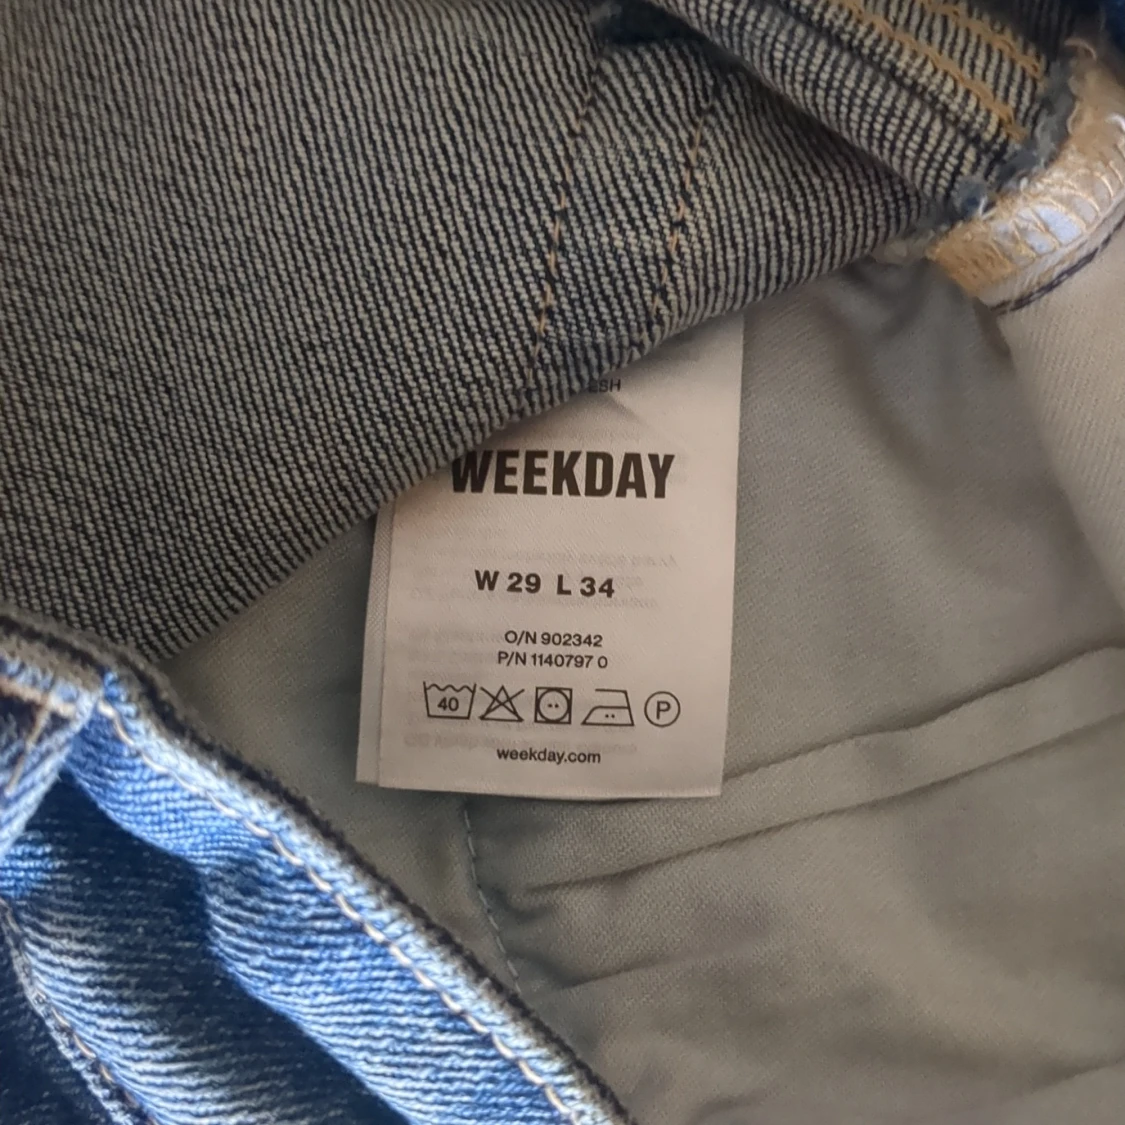 WEEKDAY
W 29 L 34
O/N 902342
P/N 1140797 0
40
P
weekday.com